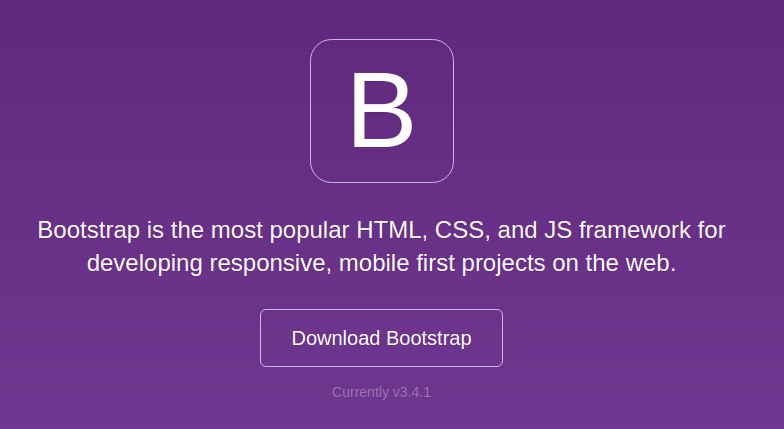 B
Bootstrap is the most popular HTML, CSS, and JS framework for
developing responsive, mobile first projects on the web.
Download Bootstrap
Currently v3.4.1